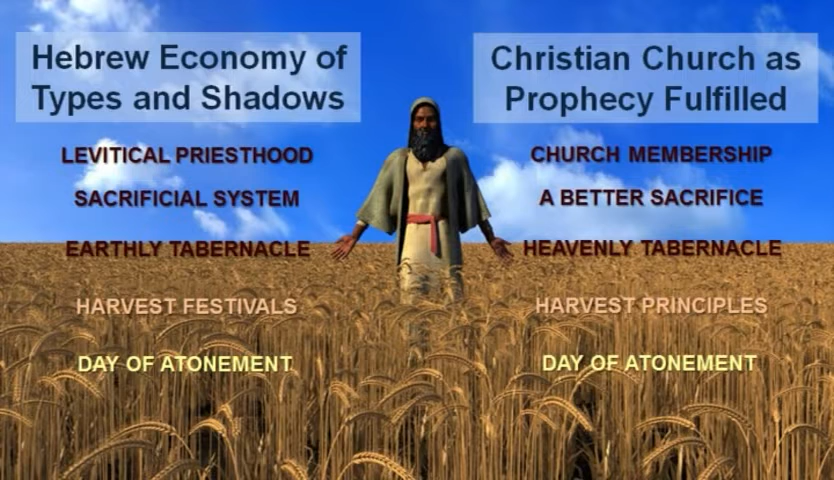 Hebrew Economy of
Types and Shadows
LEVITICAL PRIESTHOOD
SACRIFICIAL SYSTEM
EARTHLY TABERNACLE
HARVEST FESTIVALS
DAY OF ATONEMENT
Christian Church as
Prophecy Fulfilled
CHURCH MEMBERSHIP
A BETTER SACRIFICE
HEAVENLY TABERNACLE
HARVEST PRINCIPLES
DAY OF ATONEMENT